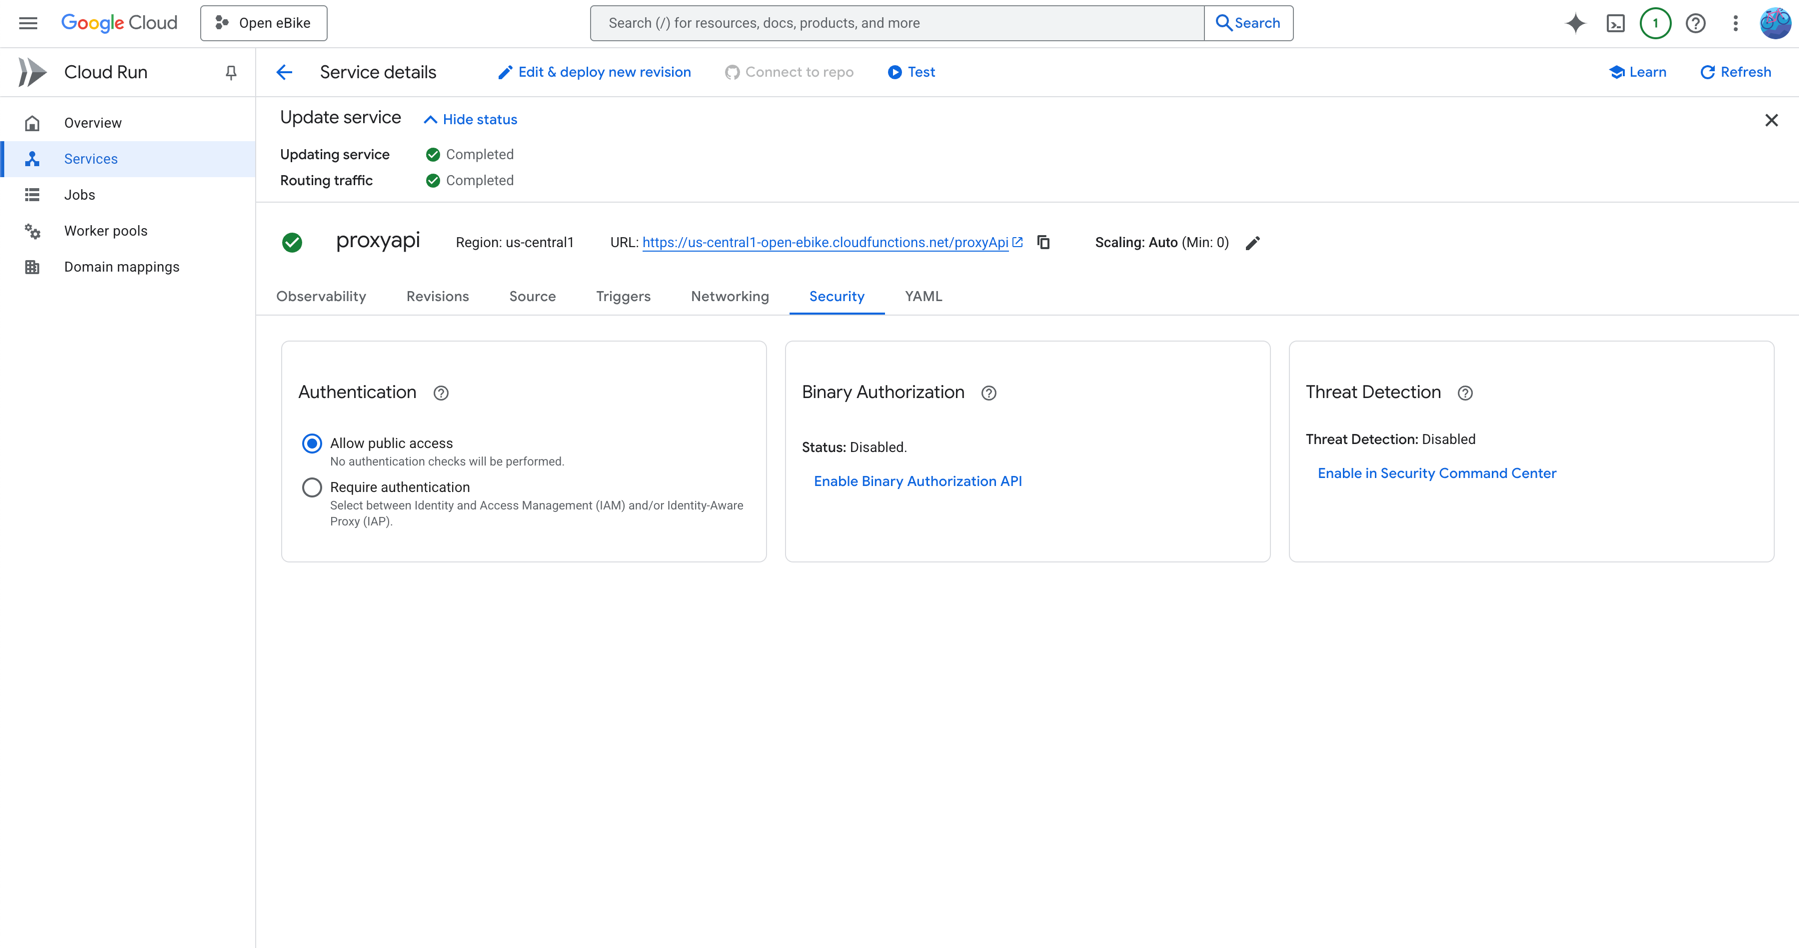 Google Cloud
Open eBike
Search (/) for resources, docs, products, and more
Search
1
Cloud Run
Service details
Edit & deploy new revision
Connect to repo
Test
Learn
Refresh
Overview
Services
Jobs
Worker pools
Domain mappings
Update service
Hide status
Updating service
Completed
Routing traffic
Completed
proxyapi
Region: us-central1
URL: https://us-central1-open-ebike.cloudfunctions.net/proxyApi
Scaling: Auto (Min: 0)
Observability
Revisions
Source
Triggers
Networking
Security
YAML
Authentication
Allow public access
No authentication checks will be performed.
Require authentication
Select between Identity and Access Management (IAM) and/or Identity-Aware
Proxy (IAP).
Binary Authorization
Status: Disabled.
Enable Binary Authorization API
Threat Detection
Threat Detection: Disabled
Enable in Security Command Center